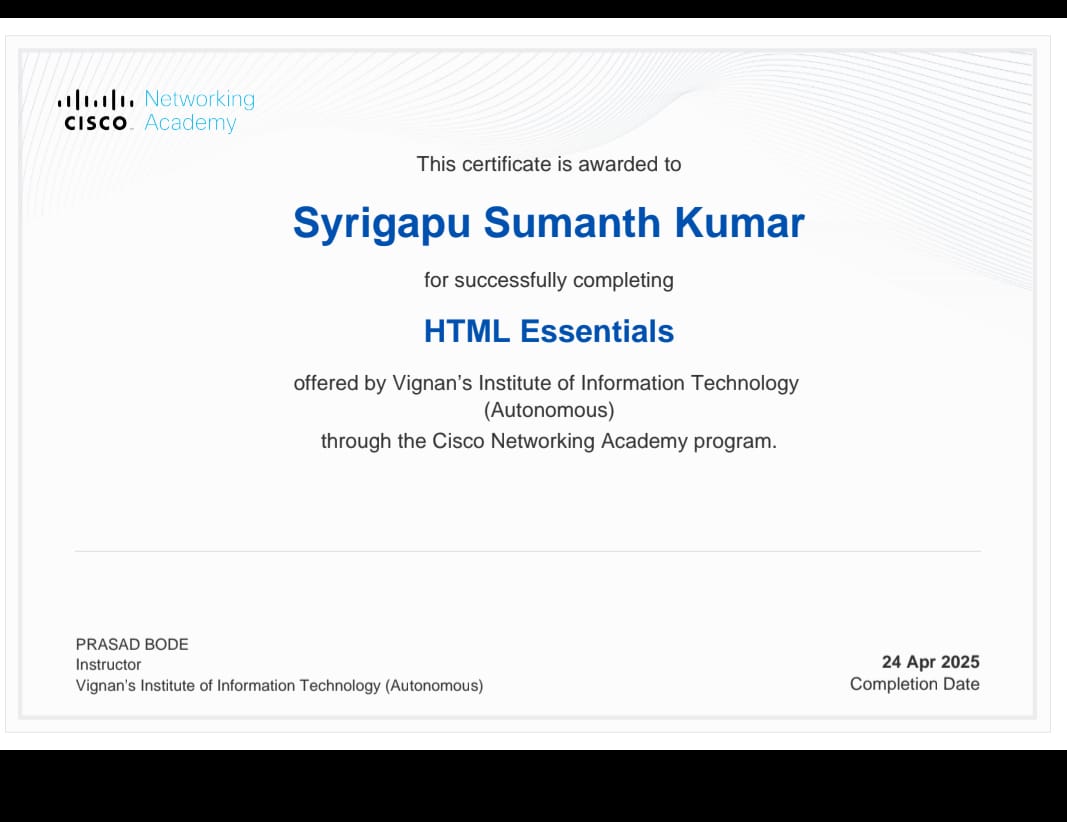 Networking
CISCO Academy
This certificate is awarded to
Syrigapu Sumanth Kumar
for successfully completing
HTML Essentials
offered by Vignan’s Institute of Information Technology
(Autonomous)
through the Cisco Networking Academy program.
PRASAD BODE
Instructor
Vignan’s Institute of Information Technology (Autonomous)
24 Apr 2025
Completion Date